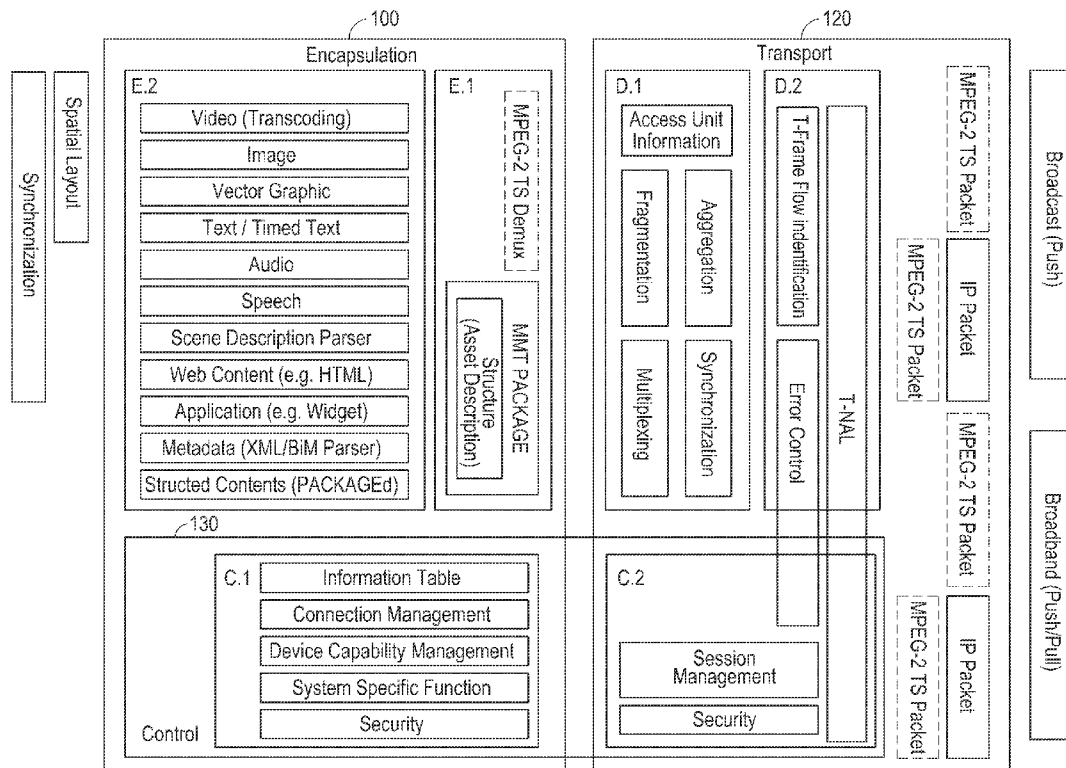 100
120
Encapsulation
Transport
Synchronization
Spatial Layout
E.2
Video (Transcoding)
Image
Vector Graphic
Text / Timed Text
Audio
Speech
Scene Description Parser
Web Content (e.g. HTML)
Application (e.g. Widget)
Metadata (XML/BiM Parser)
Structed Contents (PACKAGEd)
E.1
MPEG-2 TS Demux
MMT PACKAGE
Structure
(Asset Description)
D.1
Access Unit
Information
Fragmentation
Aggregation
Multiplexing
Synchronization
D.2
T-Frame Flow indentification
Error Control
T-NAL
MPEG-2 TS Packet
IP Packet
MPEG-2 TS Packet
MPEG-2 TS Packet
IP Packet
MPEG-2 TS Packet
Broadcast (Push)
Broadband (Push/Pull)
130
Control
C.1
Information Table
Connection Management
Device Capability Management
System Specific Function
Security
C.2
Session
Management
Security